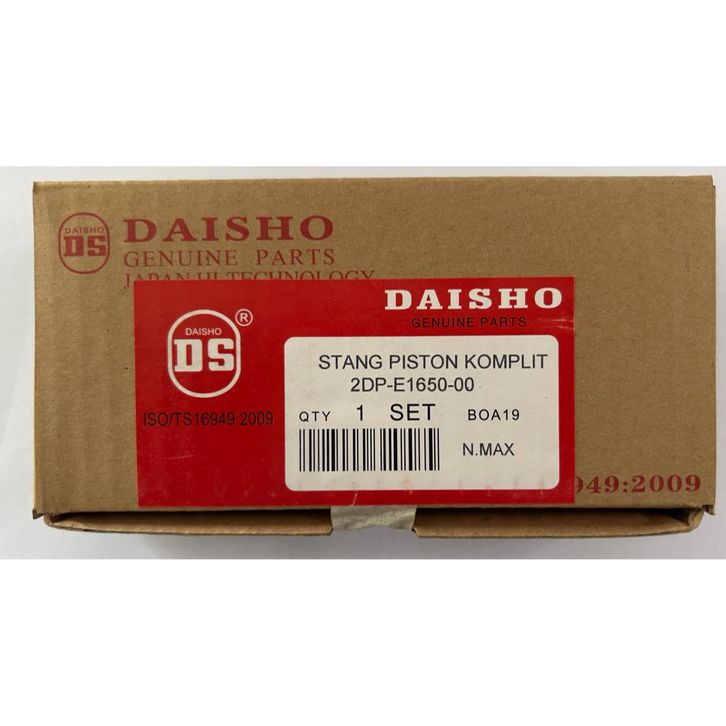 DAISHO
DS
DAISHO
GENUINE PARTS
JAPAN HI-TECHNOLOGY
DAISHO
DS
®
ISO/TS16949:2009
DAISHO
GENUINE PARTS
STANG PISTON KOMPLIT
2DP-E1650-00
QTY 1 SET BOA19
N.MAX
949:2009